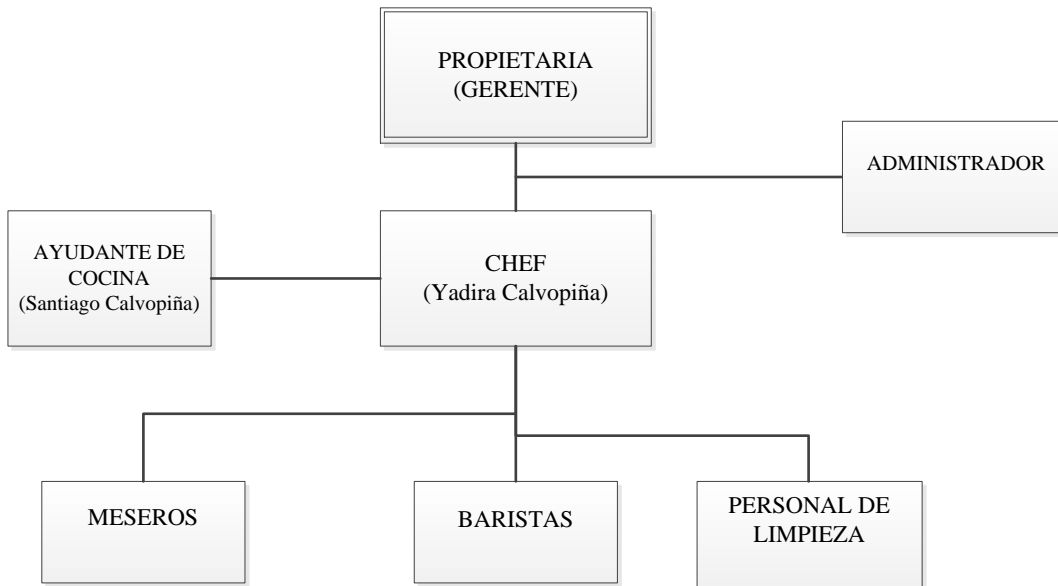 PROPIETARIA
(GERENTE)
ADMINISTRADOR
AYUDANTE DE
COCINA
(Santiago Calvopiña)
CHEF
(Yadira Calvopiña)
MESEROS
BARISTAS
PERSONAL DE
LIMPIEZA